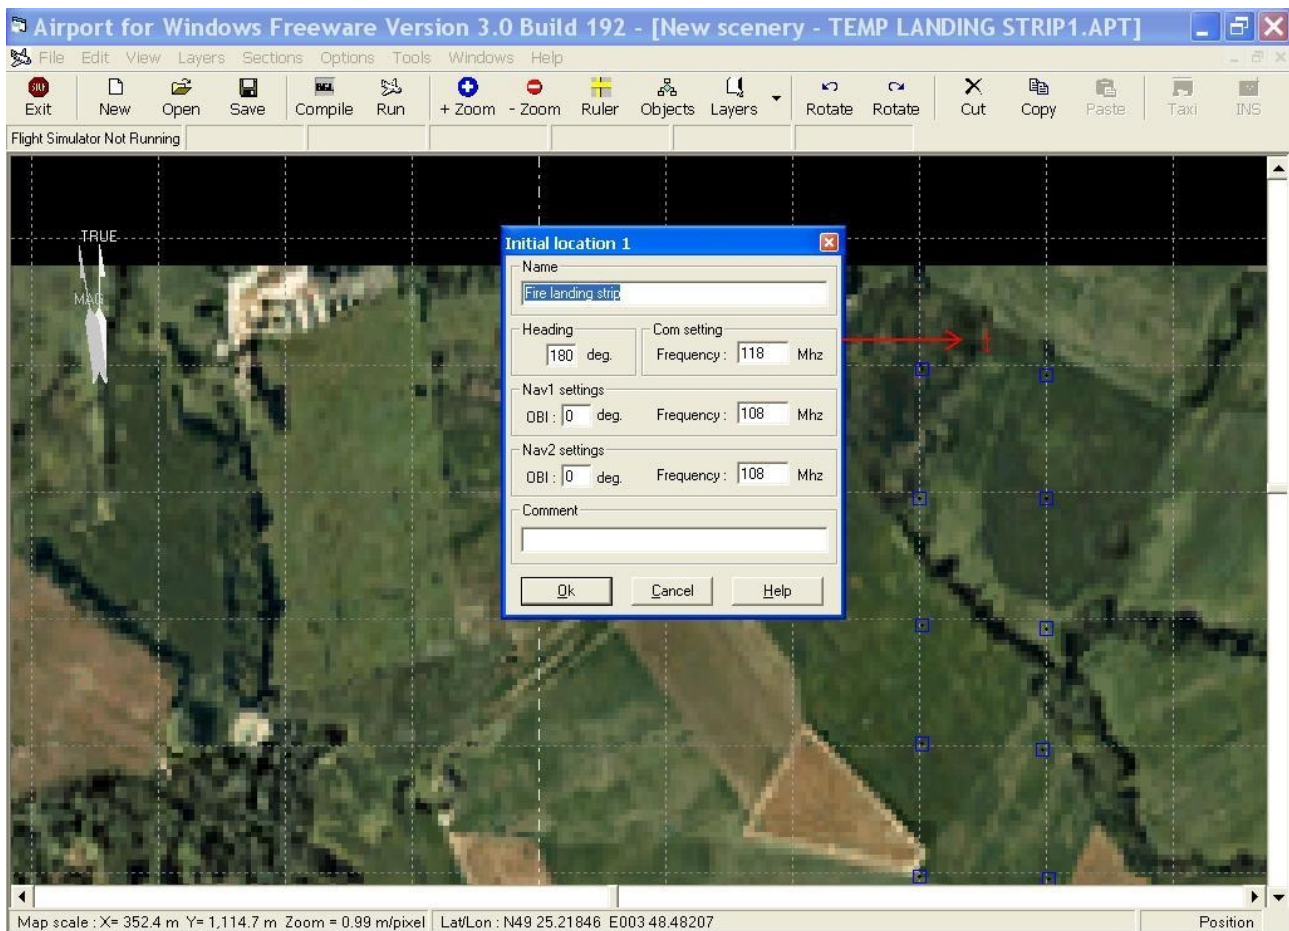 Airport for Windows Freeware Version 3.0 Build 192 - [New scenery - TEMP LANDING STRIP1.APT]
File Edit View Layers Sections Options Tools Windows Help
STOP BGL
Exit New Open Save Compile Run + Zoom - Zoom Ruler Objects Layers Rotate Rotate Cut Copy Paste Taxi INS
Flight Simulator Not Running
TRUE
MAG
Initial location 1
Name
Fire landing strip
Heading Com setting
180 deg. Frequency : 118 Mhz
Nav1 settings
OBI : 0 deg. Frequency : 108 Mhz
Nav2 settings
OBI : 0 deg. Frequency : 108 Mhz
Comment
Ok Cancel Help
Map scale : X= 352.4 m Y= 1,114.7 m Zoom = 0.99 m/pixel Lat/Lon : N49 25.21846 E003 48.48207 Position